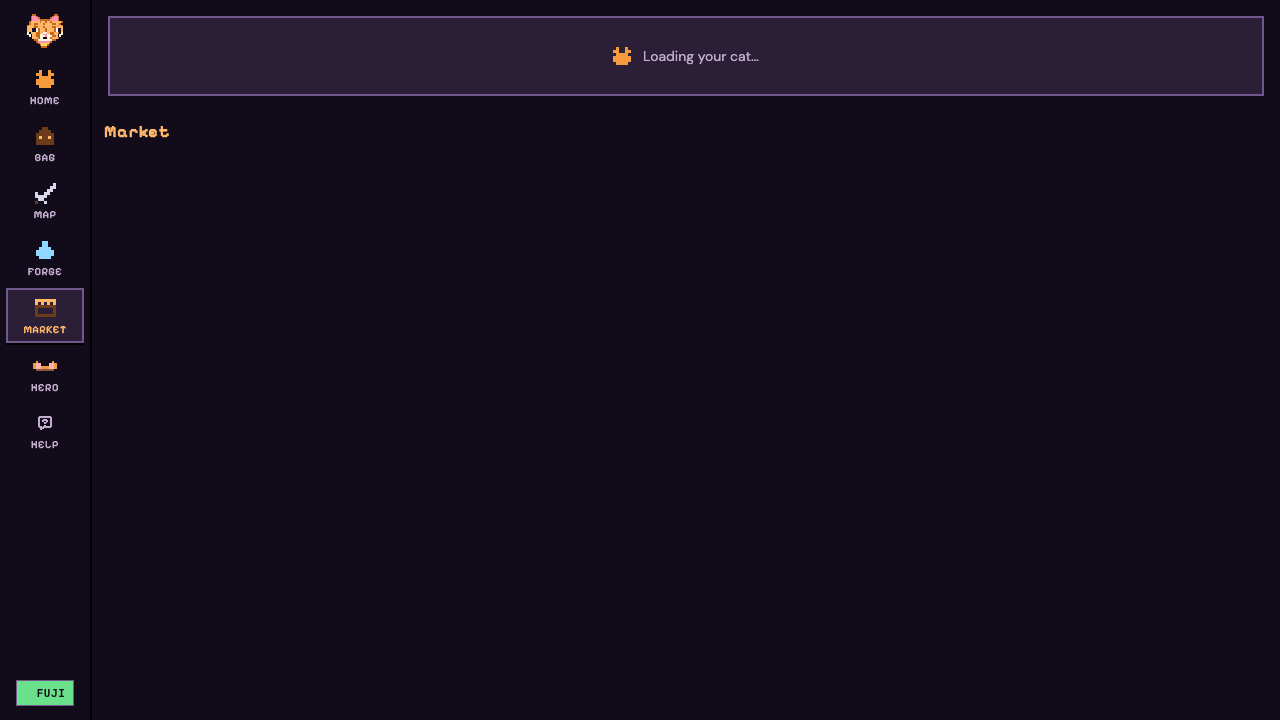 HOME
BAG
MAP
FORGE
MARKET
HERO
HELP
FUJI
Loading your cat…
Market